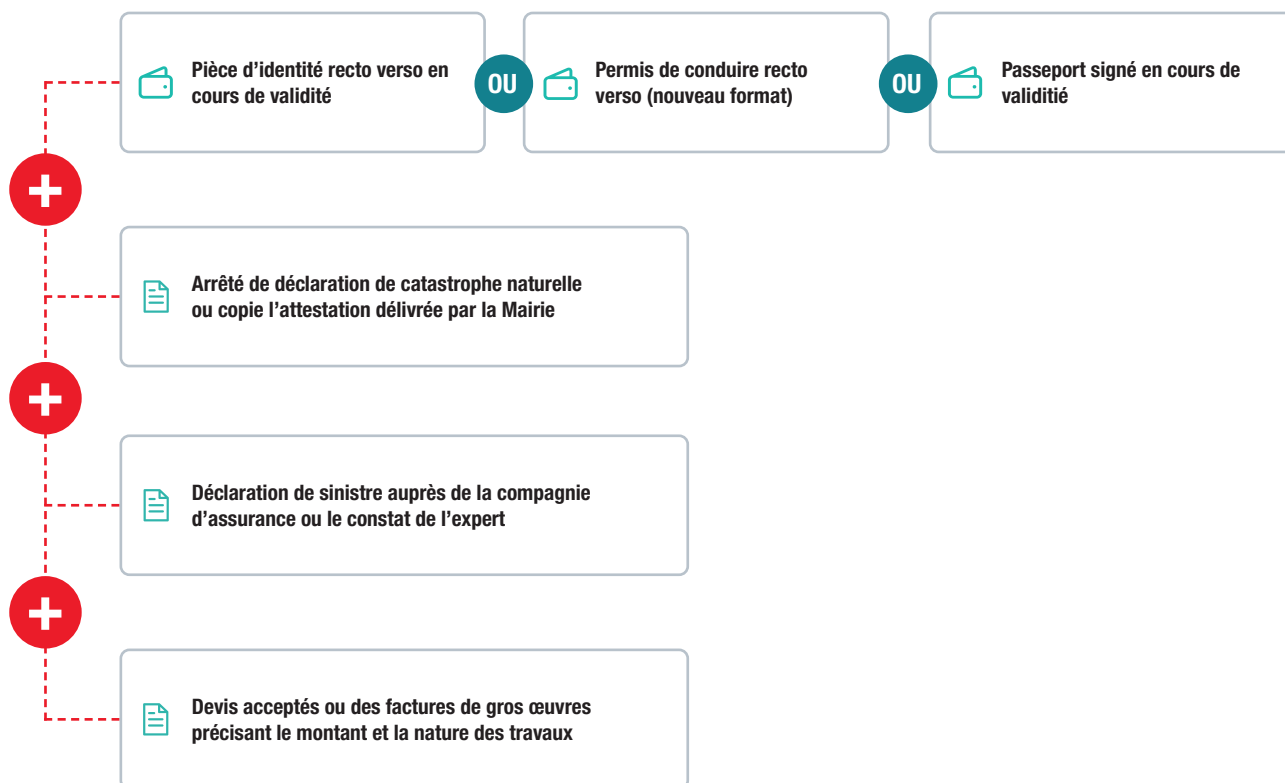 Pièce d’identité recto verso en
cours de validité
OU
Permis de conduire recto
verso (nouveau format)
OU
Passeport signé en cours de
validitié
+
Arrêté de déclaration de catastrophe naturelle
ou copie l’attestation délivrée par la Mairie
+
Déclaration de sinistre auprès de la compagnie
d’assurance ou le constat de l’expert
+
Devis acceptés ou des factures de gros œuvres
précisant le montant et la nature des travaux